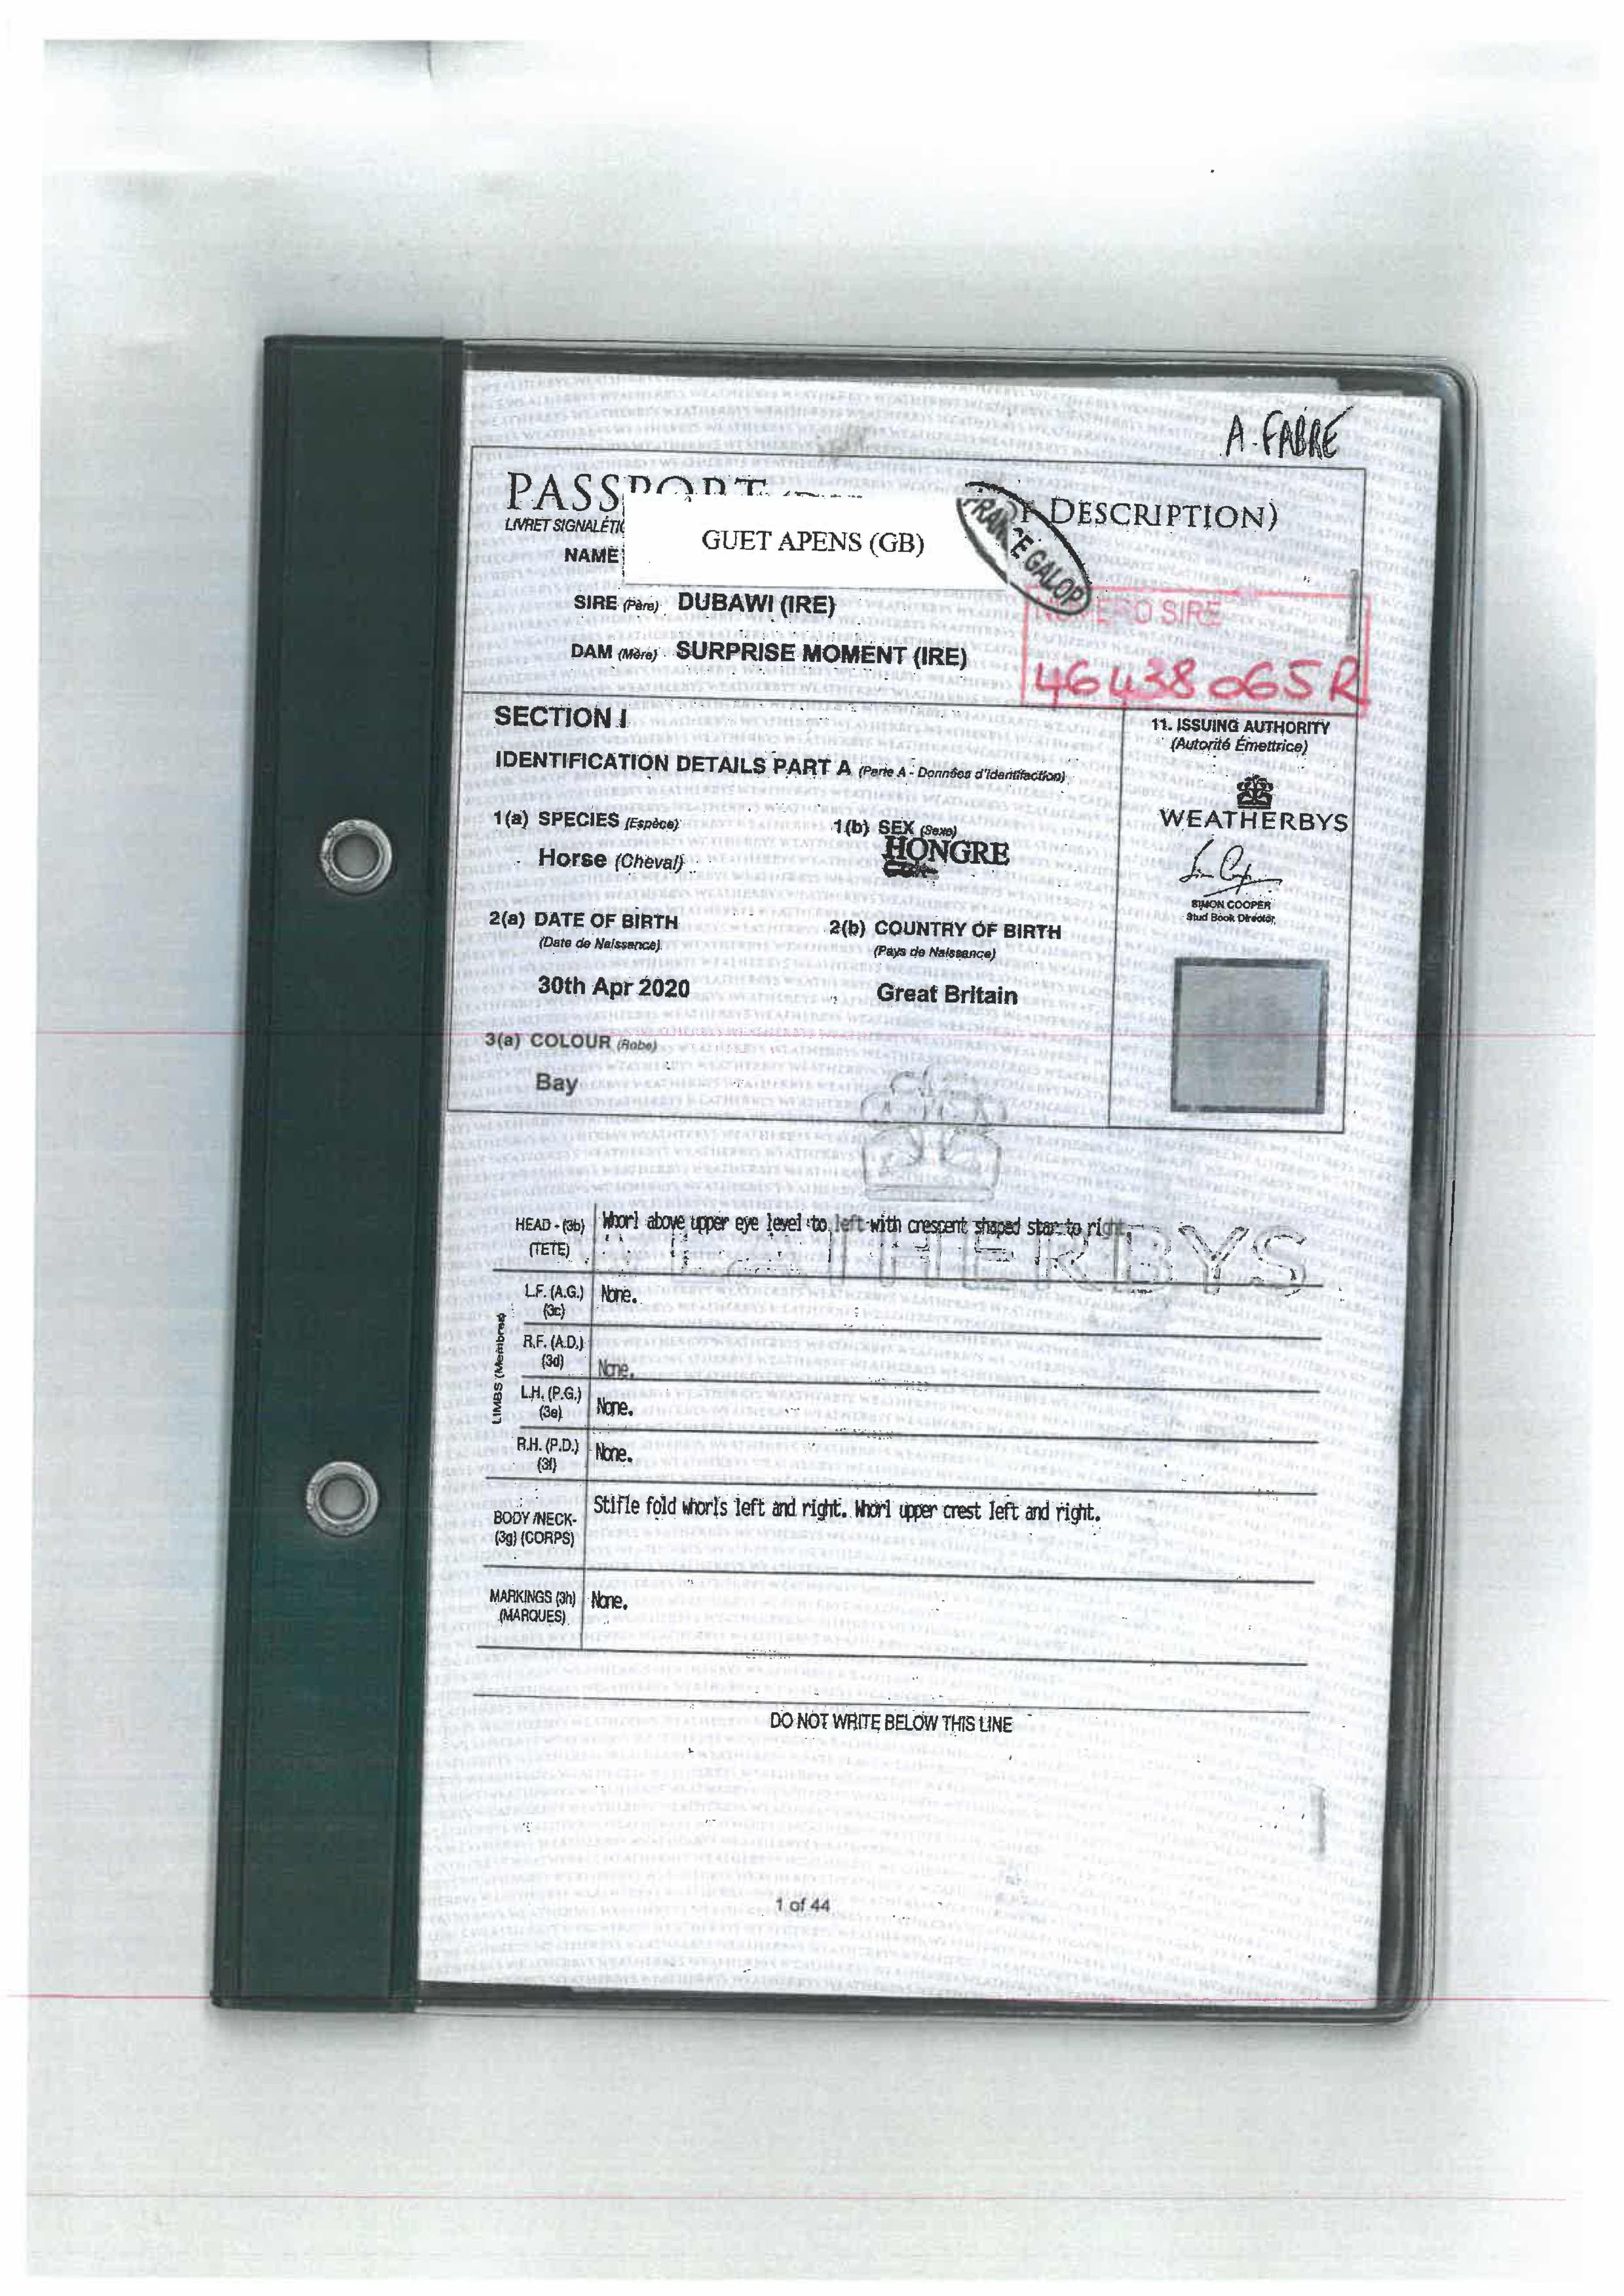 A. FABRE
PASSPORT DESCRIPTION)
LIVRET SIGNALÉTI
NAME GUET APENS (GB)
FRANCE GALOP
SIRE (Père) DUBAWI (IRE)
NUMERO SIRE
DAM (Mère) SURPRISE MOMENT (IRE)
46438065R
SECTION I
11. ISSUING AUTHORITY
(Autorité Émettrice)
IDENTIFICATION DETAILS PART A (Partie A - Données d'Identifaction)
WEATHERBYS
1(a) SPECIES (Espèce)
1(b) SEX (Sexe)
Horse (Cheval)
HONGRE
SIMON COOPER
Stud Book Director,
2(a) DATE OF BIRTH
(Date de Naissance)
2(b) COUNTRY OF BIRTH
(Pays de Naissance)
30th Apr 2020
Great Britain
3(a) COLOUR (Robe)
Bay
HEAD - (3b) Whorl above upper eye level to left with crescent shaped star to right.
(TETE)
WEATHERBYS
LIMBS (Membres)
L.F. (A.G.) None.
(3c)
R.F. (A.D.)
(3d) None.
L.H. (P.G.)
(3e) None.
R.H. (P.D.) None.
(3f)
BODY/NECK- Stifle fold whorls left and right. Whorl upper crest left and right.
(3g) (CORPS)
MARKINGS (3h) None.
(MARQUES)
DO NOT WRITE BELOW THIS LINE
1 of 44